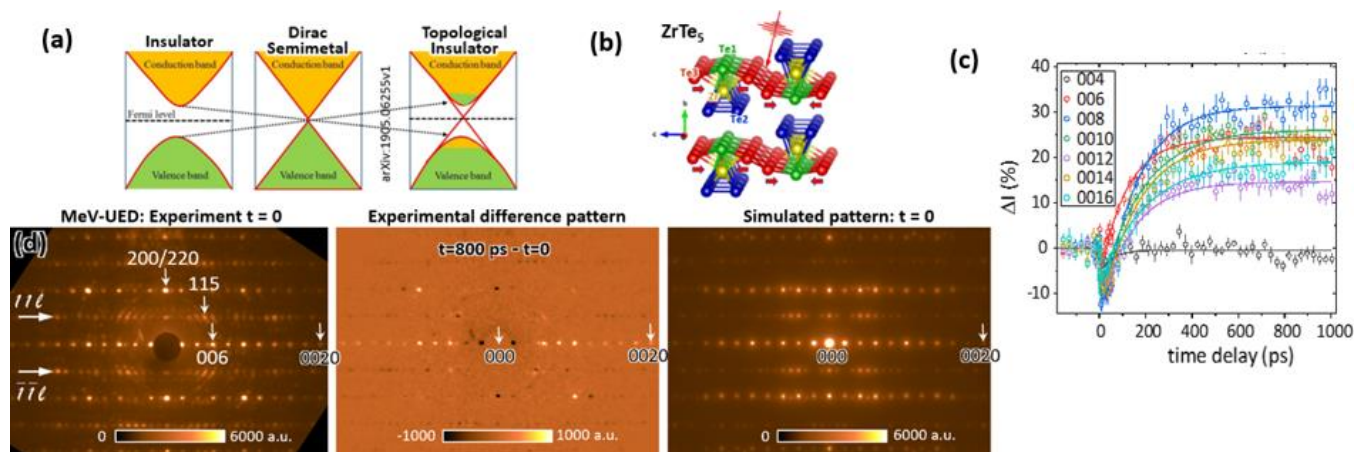 (a)
Insulator
Dirac
Semimetal
Topological
Insulator
Conduction band
Conduction band
Conduction band
Fermi level
Valence band
Valence band
Valence band
arXiv:1905.06255v1
(b)
ZrTe5
Te1
Te3
Zr
Te2
b
c
(c)
ΔI (%)
40
30
20
10
0
-10
004
006
008
0010
0012
0014
0016
0 200 400 600 800 1000
time delay (ps)
MeV-UED: Experiment t = 0
(d)
200/220
115
11l
006
0020
1̄1̄l
0 6000 a.u.
Experimental difference pattern
t=800 ps - t=0
000
0020
-1000 1000 a.u.
Simulated pattern: t = 0
000
0020
0 6000 a.u.